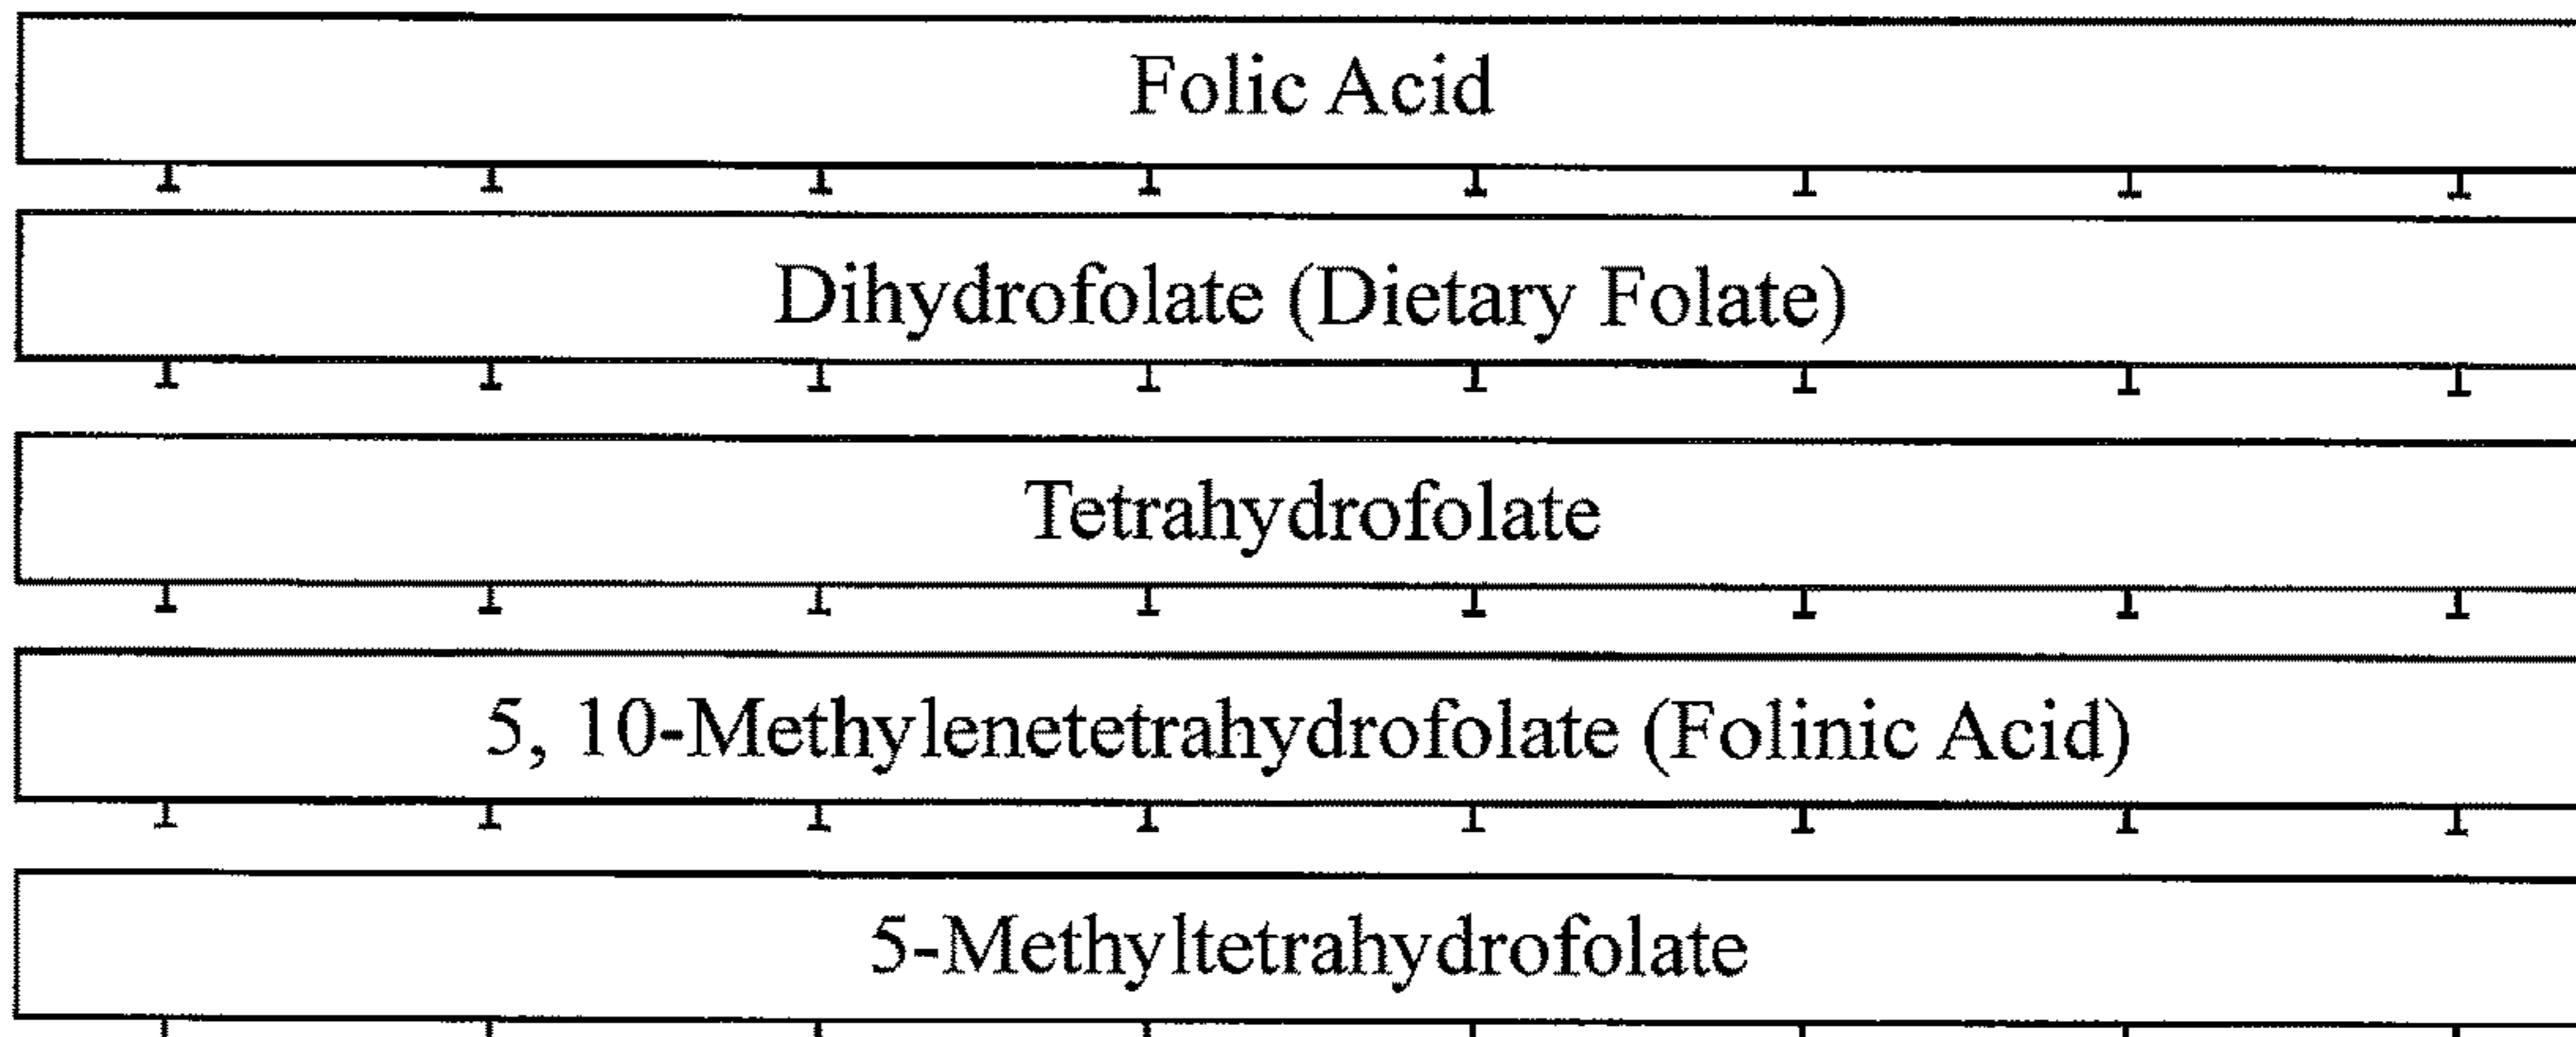 Folic Acid
Dihydrofolate (Dietary Folate)
Tetrahydrofolate
5, 10-Methylenetetrahydrofolate (Folinic Acid)
5-Methyltetrahydrofolate